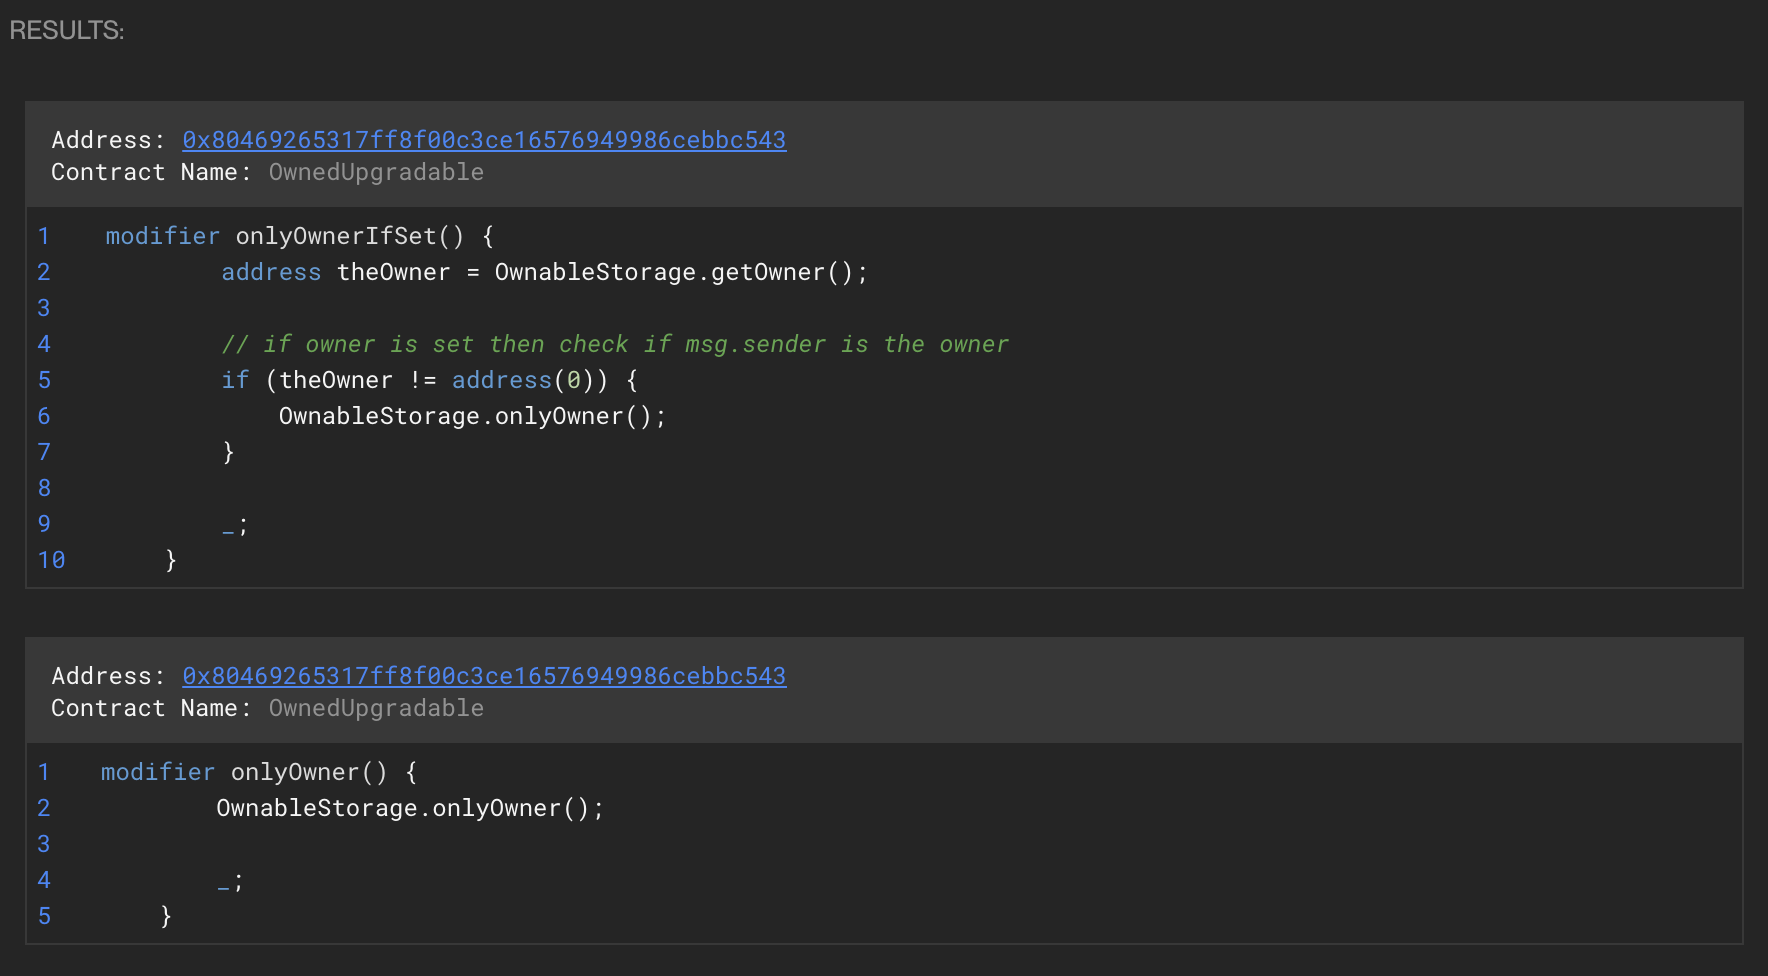 RESULTS:
Address: 0x80469265317ff8f00c3ce16576949986cebbc543
Contract Name: OwnedUpgradable
1 modifier onlyOwnerIfSet() {
2 address theOwner = OwnableStorage.getOwner();
3
4 // if owner is set then check if msg.sender is the owner
5 if (theOwner != address(0)) {
6 OwnableStorage.onlyOwner();
7 }
8
9 _;
10 }
Address: 0x80469265317ff8f00c3ce16576949986cebbc543
Contract Name: OwnedUpgradable
1 modifier onlyOwner() {
2 OwnableStorage.onlyOwner();
3
4 _;
5 }